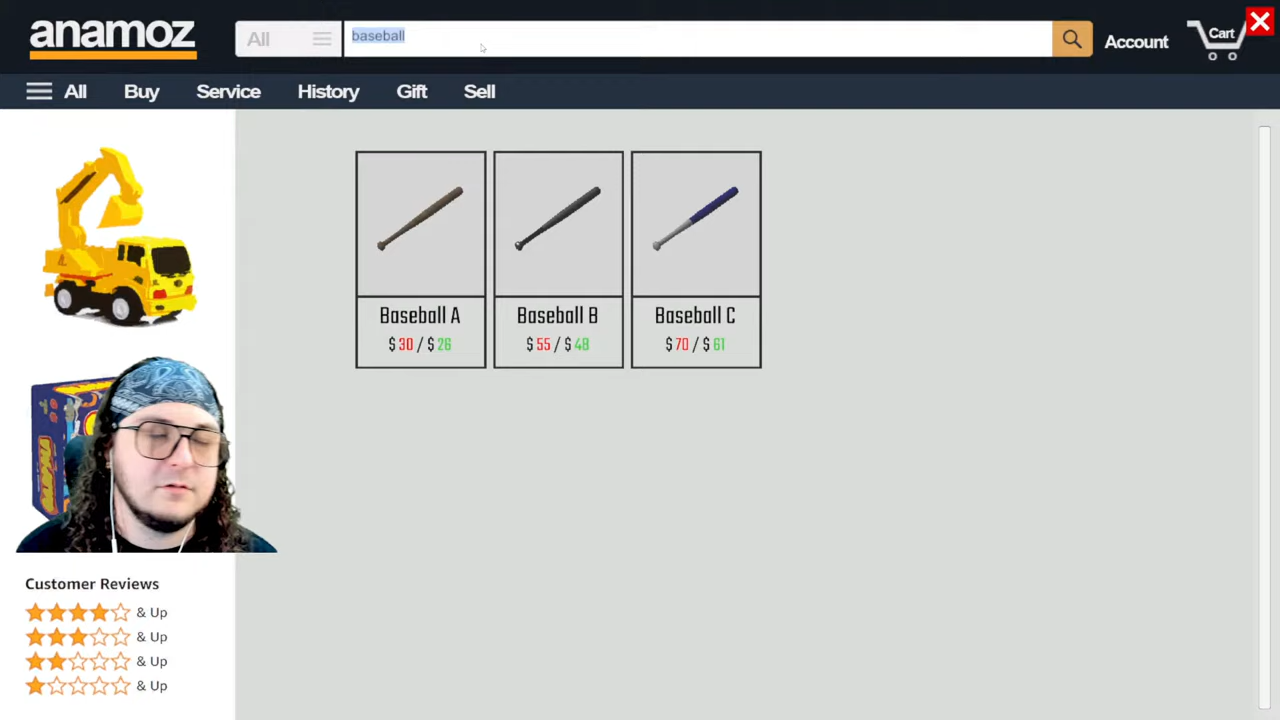 anamoz
All
baseball
Account
Cart
All
Buy
Service
History
Gift
Sell
Baseball A
$ 30 / $ 26
Baseball B
$ 55 / $ 48
Baseball C
$ 70 / $ 61
Customer Reviews
& Up
& Up
& Up
& Up